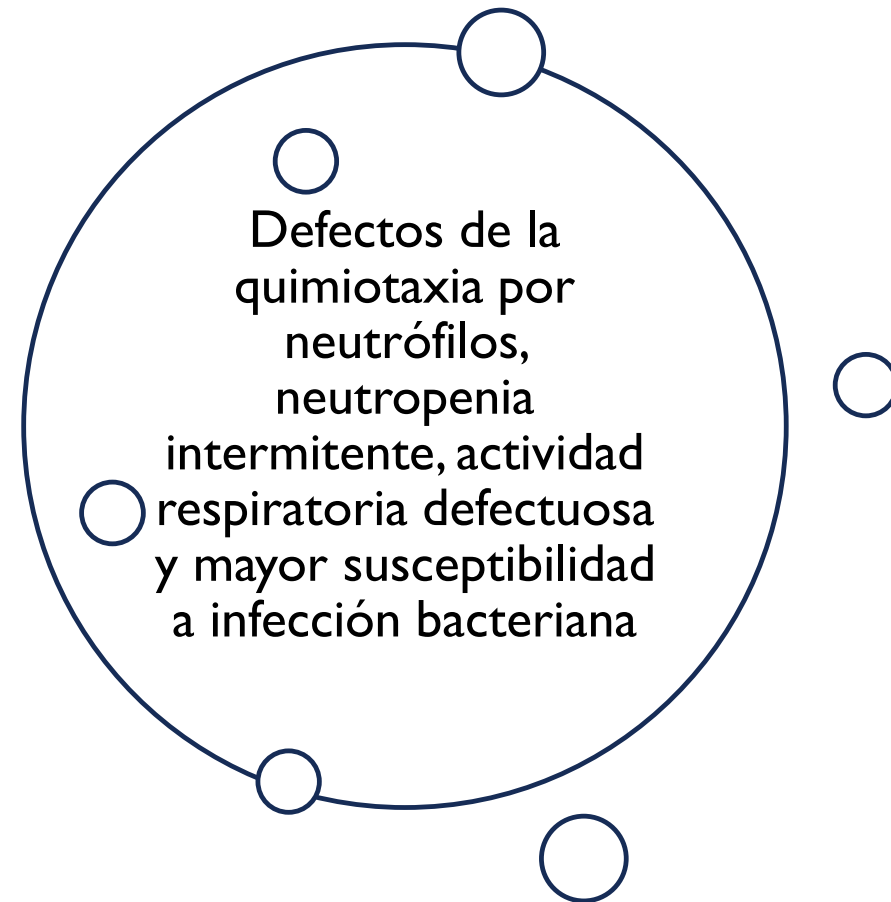 Defectos de la
quimiotaxia por
neutrófilos,
neutropenia
intermitente, actividad
respiratoria defectuosa
y mayor susceptibilidad
a infección bacteriana